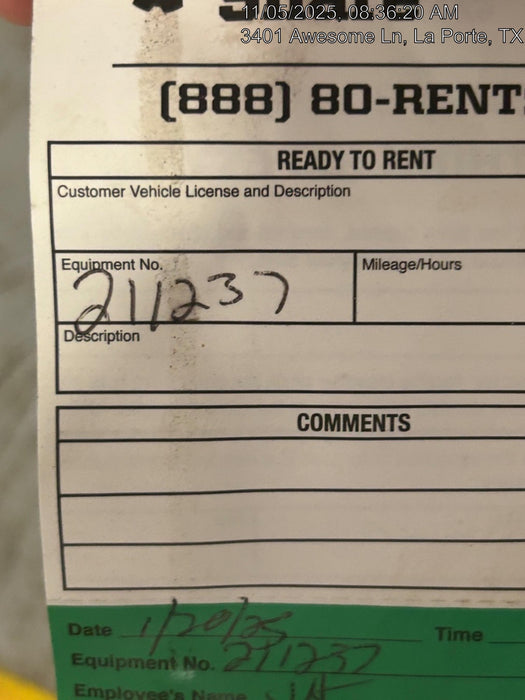 11/05/2025, 08:36:20 AM
3401 Awesome Ln, La Porte, TX
(888) 80-RENT
READY TO RENT
Customer Vehicle License and Description
Equipment No.
Mileage/Hours
211237
Description
COMMENTS
Date 1/20/25 Time
Equipment No. 211237
Employee's Name